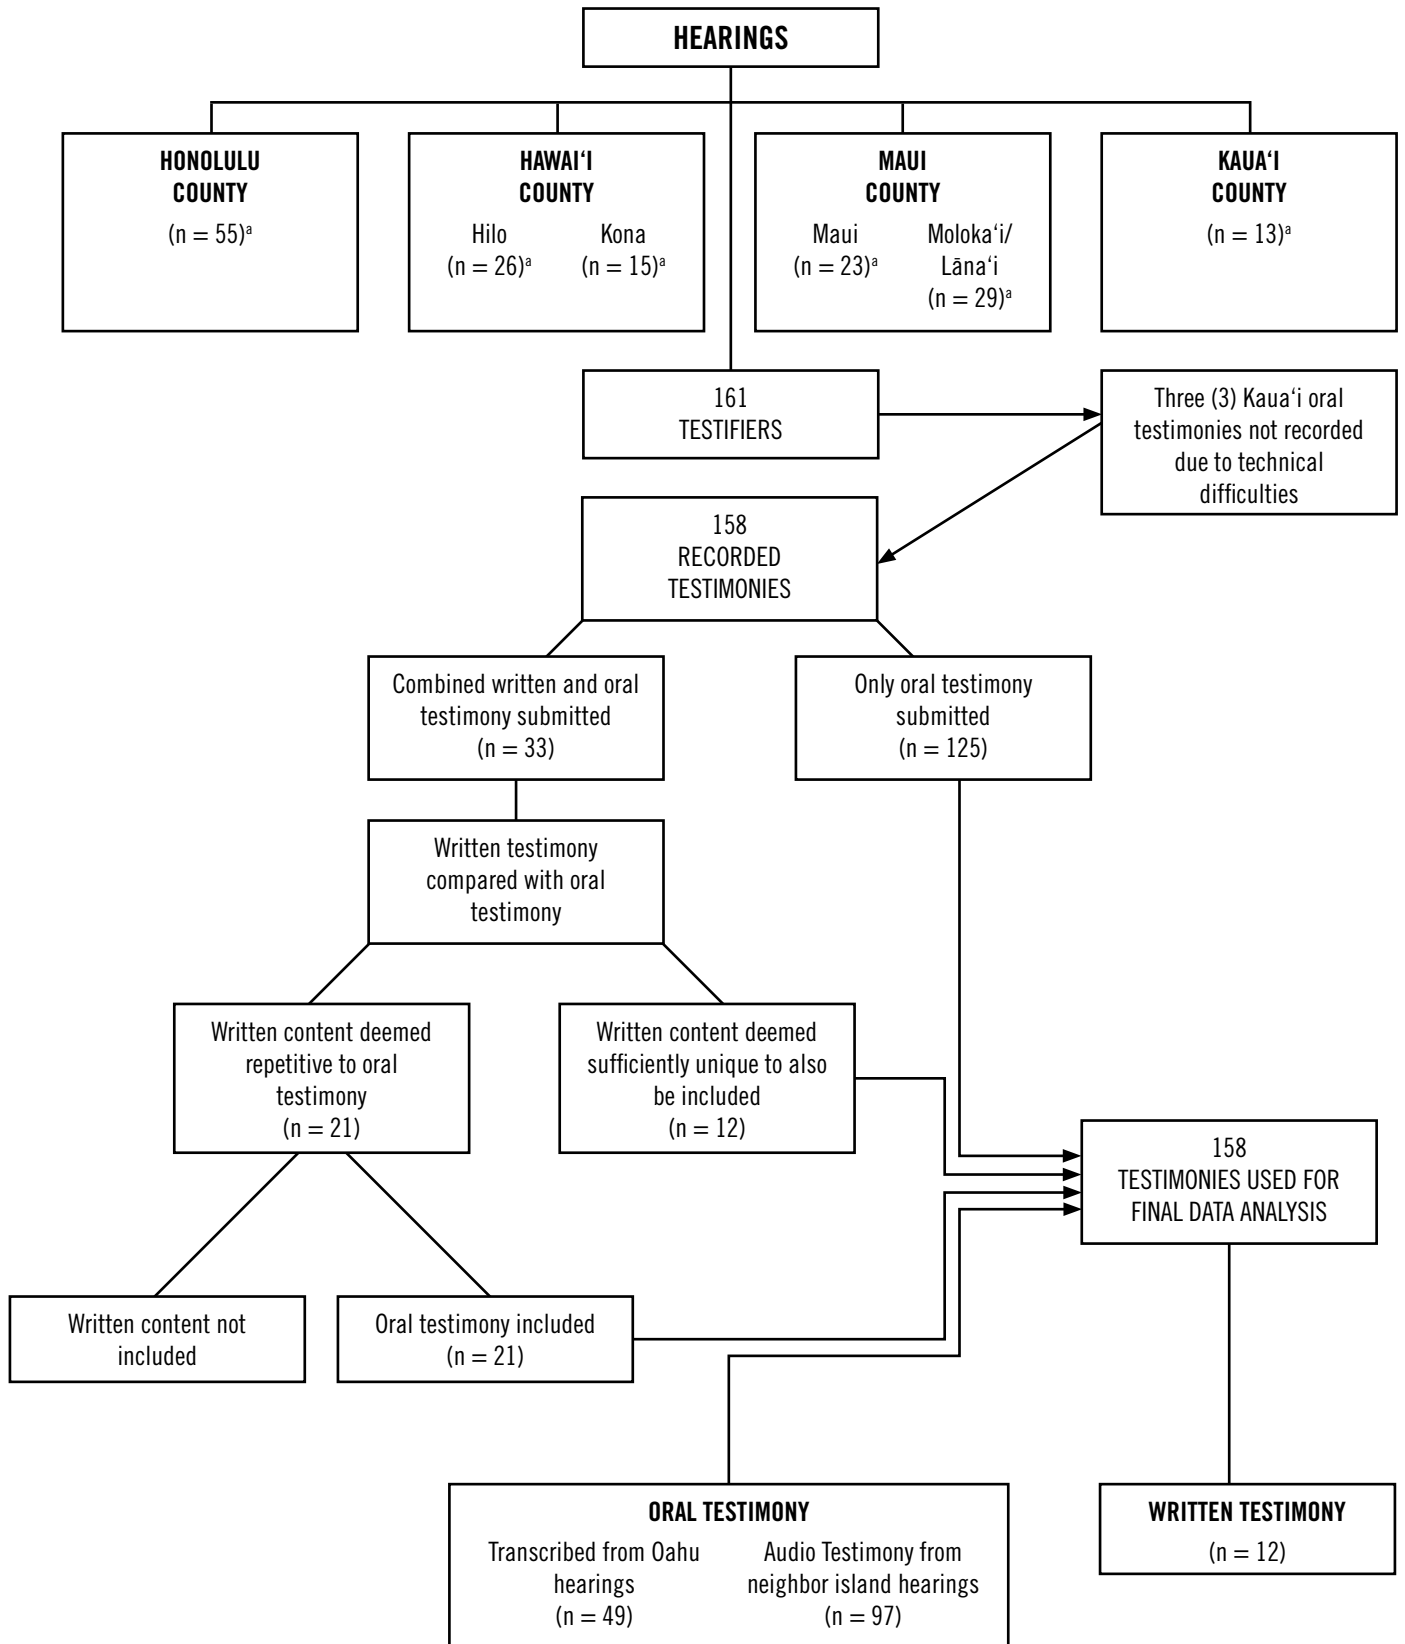 HEARINGS
HONOLULU
COUNTY
(n = 55)ᵃ
HAWAI‘I
COUNTY
Hilo
(n = 26)ᵃ
Kona
(n = 15)ᵃ
MAUI
COUNTY
Maui
(n = 23)ᵃ
Moloka‘i/
Lāna‘i
(n = 29)ᵃ
KAUA‘I
COUNTY
(n = 13)ᵃ
161
TESTIFIERS
Three (3) Kaua‘i oral
testimonies not recorded
due to technical
difficulties
158
RECORDED
TESTIMONIES
Combined written and oral
testimony submitted
(n = 33)
Only oral testimony
submitted
(n = 125)
Written testimony
compared with oral
testimony
Written content deemed
repetitive to oral
testimony
(n = 21)
Written content deemed
sufficiently unique to also
be included
(n = 12)
158
TESTIMONIES USED FOR
FINAL DATA ANALYSIS
Written content not
included
Oral testimony included
(n = 21)
ORAL TESTIMONY
Transcribed from Oahu
hearings
(n = 49)
Audio Testimony from
neighbor island hearings
(n = 97)
WRITTEN TESTIMONY
(n = 12)